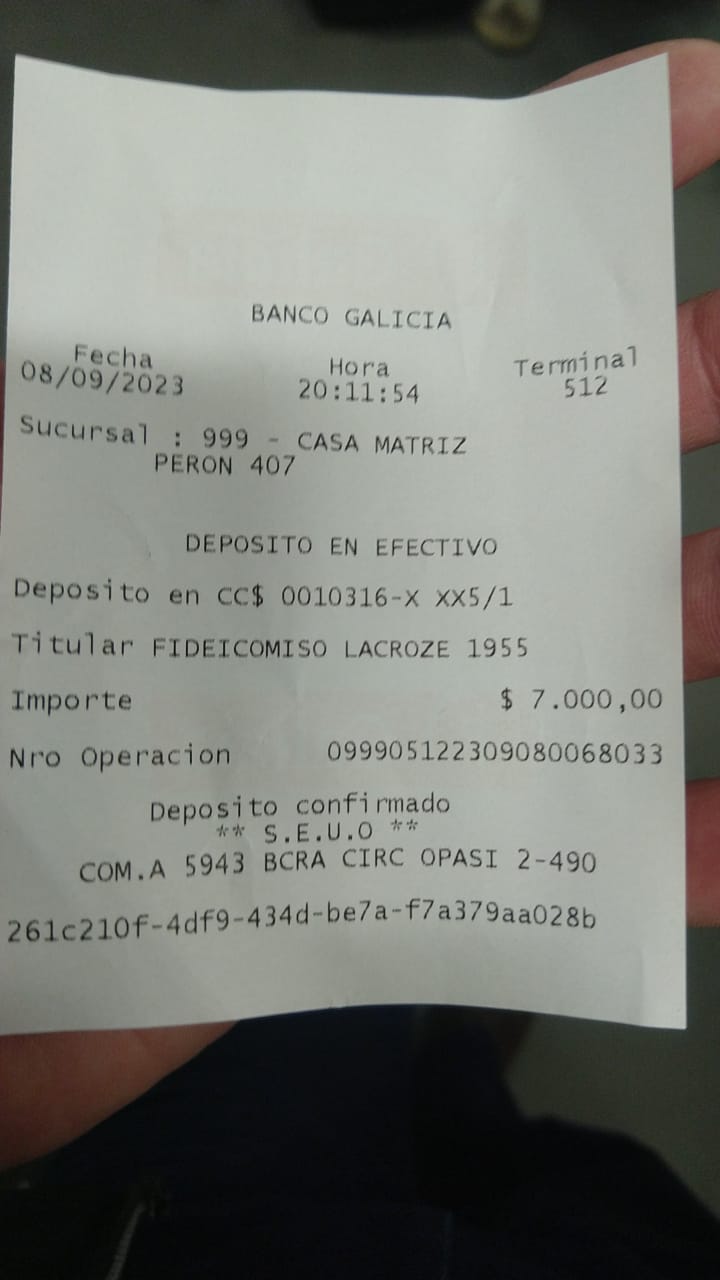 BANCO GALICIA
Fecha Hora Terminal
08/09/2023 20:11:54 512
Sucursal : 999 - CASA MATRIZ
PERON 407
DEPOSITO EN EFECTIVO
Deposito en CC$ 0010316-X XX5/1
Titular FIDEICOMISO LACROZE 1955
Importe $ 7.000,00
Nro Operacion 099905122309080068033
Deposito confirmado
** S.E.U.O **
COM.A 5943 BCRA CIRC OPASI 2-490
261c210f-4df9-434d-be7a-f7a379aa028b